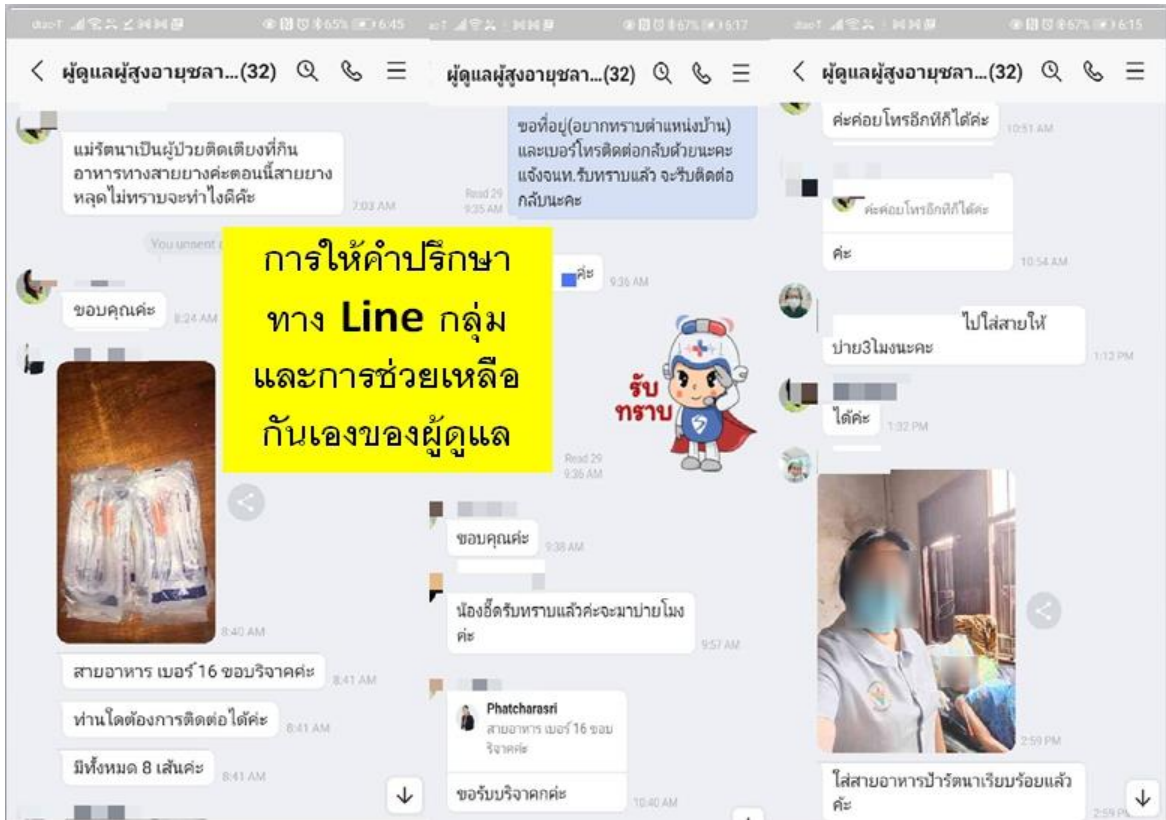 65% 6:45
ผู้ดูแลผู้สูงอายุชลา...(32)
แม่รัตนาเป็นผู้ป่วยติดเตียงที่กิน
อาหารทางสายยางค่ะตอนนี้สายยาง
หลุดไม่ทราบจะทำไงดีค๊ะ
7:03 AM
You unsent
ขอบคุณค่ะ
8:24 AM
8:40 AM
สายอาหาร เบอร์ 16 ขอบริจาคค่ะ
8:41 AM
ท่านใดต้องการติดต่อได้ค่ะ
8:41 AM
มีทั้งหมด 8 เส้นค่ะ
8:41 AM
การให้คำปรึกษา
ทาง Line กลุ่ม
และการช่วยเหลือ
กันเองของผู้ดูแล
67% 6:17
ผู้ดูแลผู้สูงอายุชลา...(32)
ขอที่อยู่(อยากทราบตำแหน่งบ้าน)
และเบอร์โทรติดต่อกลับด้วยนะคะ
แจ้งจนท.รับทราบแล้ว จะรีบติดต่อ
กลับนะคะ
Read 29
9:35 AM
ค่ะ
9:36 AM
รับ
ทราบ
Read 29
9:36 AM
ขอบคุณค่ะ
9:38 AM
น้องอี๊ดรับทราบแล้วค่ะจะมาบ่ายโมง
ค่ะ
9:57 AM
Phatcharasri
สายอาหาร เบอร์ 16 ขอบ
ริจาคค่ะ
ขอรับบริจาคกค่ะ
10:40 AM
67% 6:15
ผู้ดูแลผู้สูงอายุชลา...(32)
ค่ะค่อยโทรอีกทีก็ได้ค่ะ
10:51 AM
ค่ะค่อยโทรอีกทีก็ได้ค่ะ
ค่ะ
10:54 AM
ไปใส่สายให้
บ่าย3โมงนะคะ
1:12 PM
ได้ค่ะ
1:32 PM
2:59 PM
ใส่สายอาหารป้ารัตนาเรียบร้อยแล้ว
ค้ะ
2:59 PM